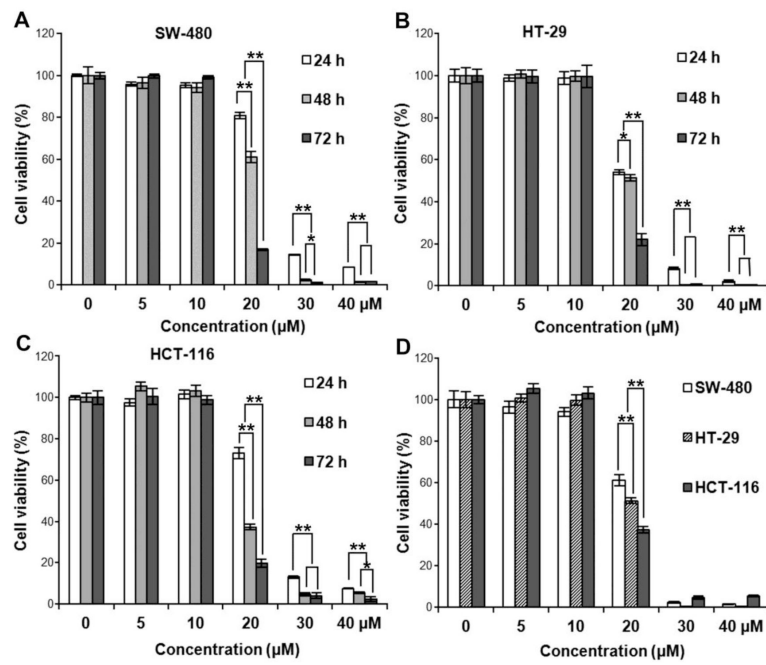 A
SW-480
Cell viability (%)
120
100
80
60
40
20
0
24 h
48 h
72 h
**
**
**
*
**
0 5 10 20 30 40 µM
Concentration (µM)
B
HT-29
Cell viability (%)
120
100
80
60
40
20
0
24 h
48 h
72 h
**
*
**
**
0 5 10 20 30 40 µM
Concentration (µM)
C
HCT-116
Cell viability (%)
120
100
80
60
40
20
0
24 h
48 h
72 h
**
**
**
**
*
0 5 10 20 30 40 µM
Concentration (µM)
D
Cell viability (%)
120
100
80
60
40
20
0
SW-480
HT-29
HCT-116
**
**
0 5 10 20 30 40 µM
Concentration (µM)